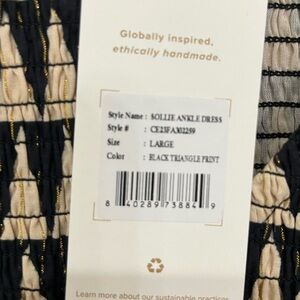 Globally inspired,
ethically handmade.
Style Name : SOLLIE ANKLE DRESS
Style # : CE23FA302259
Size : LARGE
Color : BLACK TRIANGLE PRINT
8 40289 73884 9
Learn more about our sustainable practices